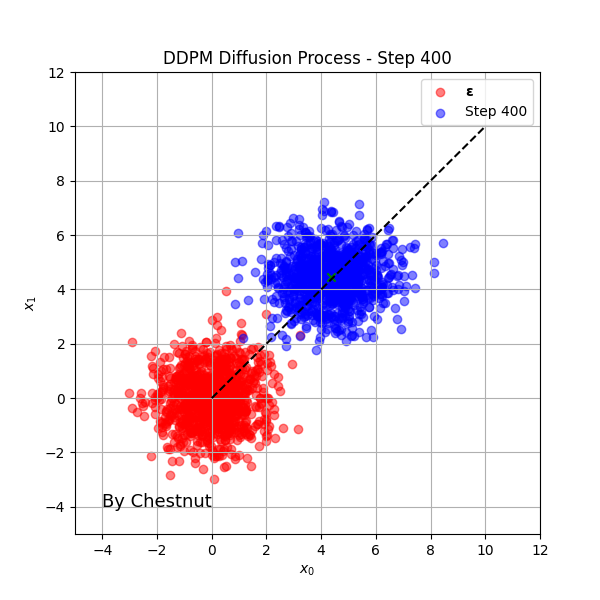 DDPM Diffusion Process - Step 400
12
10
8
6
4
2
0
−2
−4
x₁
ε
Step 400
By Chestnut
−4 −2 0 2 4 6 8 10 12
x₀